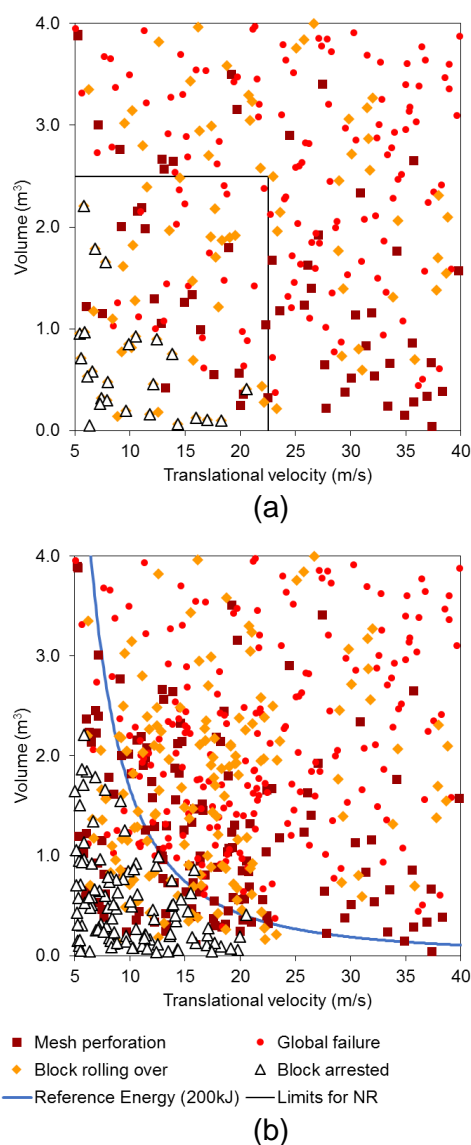 4.0
3.0
2.0
1.0
0.0
Volume (m³)
5 10 15 20 25 30 35 40
Translational velocity (m/s)
(a)
4.0
3.0
2.0
1.0
0.0
Volume (m³)
5 10 15 20 25 30 35 40
Translational velocity (m/s)
Mesh perforation Global failure
Block rolling over Block arrested
Reference Energy (200kJ) Limits for NR
(b)